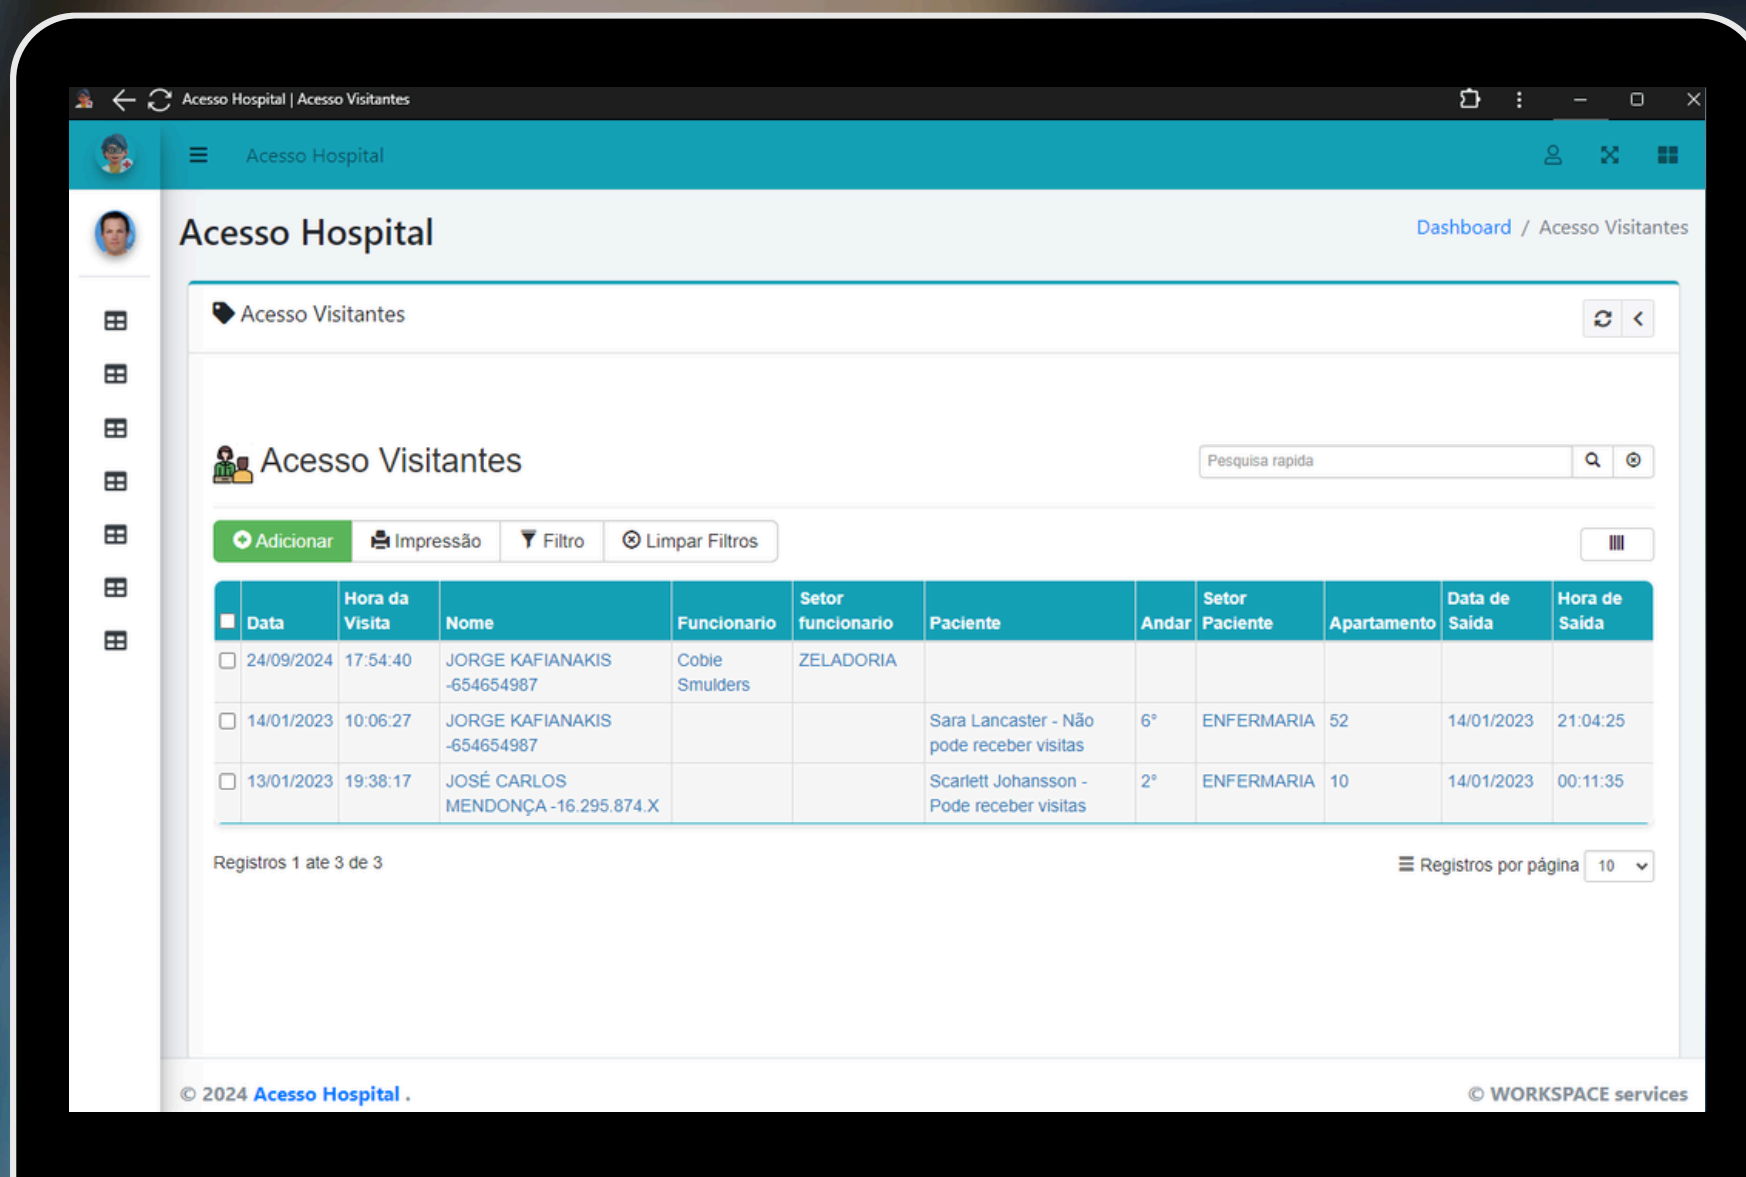 Acesso Hospital | Acesso Visitantes
Acesso Hospital
Acesso Hospital
Dashboard / Acesso Visitantes
Acesso Visitantes
Acesso Visitantes
Pesquisa rapida
Adicionar Impressão Filtro Limpar Filtros
Data Hora da Visita Nome Funcionario Setor funcionario Paciente Andar Setor Paciente Apartamento Data de Saída Hora de Saída
24/09/2024 17:54:40 JORGE KAFIANAKIS -654654987 Cobie Smulders ZELADORIA
14/01/2023 10:06:27 JORGE KAFIANAKIS -654654987 Sara Lancaster - Não pode receber visitas 6° ENFERMARIA 52 14/01/2023 21:04:25
13/01/2023 19:38:17 JOSÉ CARLOS MENDONÇA -16.295.874.X Scarlett Johansson - Pode receber visitas 2° ENFERMARIA 10 14/01/2023 00:11:35
Registros 1 ate 3 de 3
Registros por página 10
© 2024 Acesso Hospital .
© WORKSPACE services